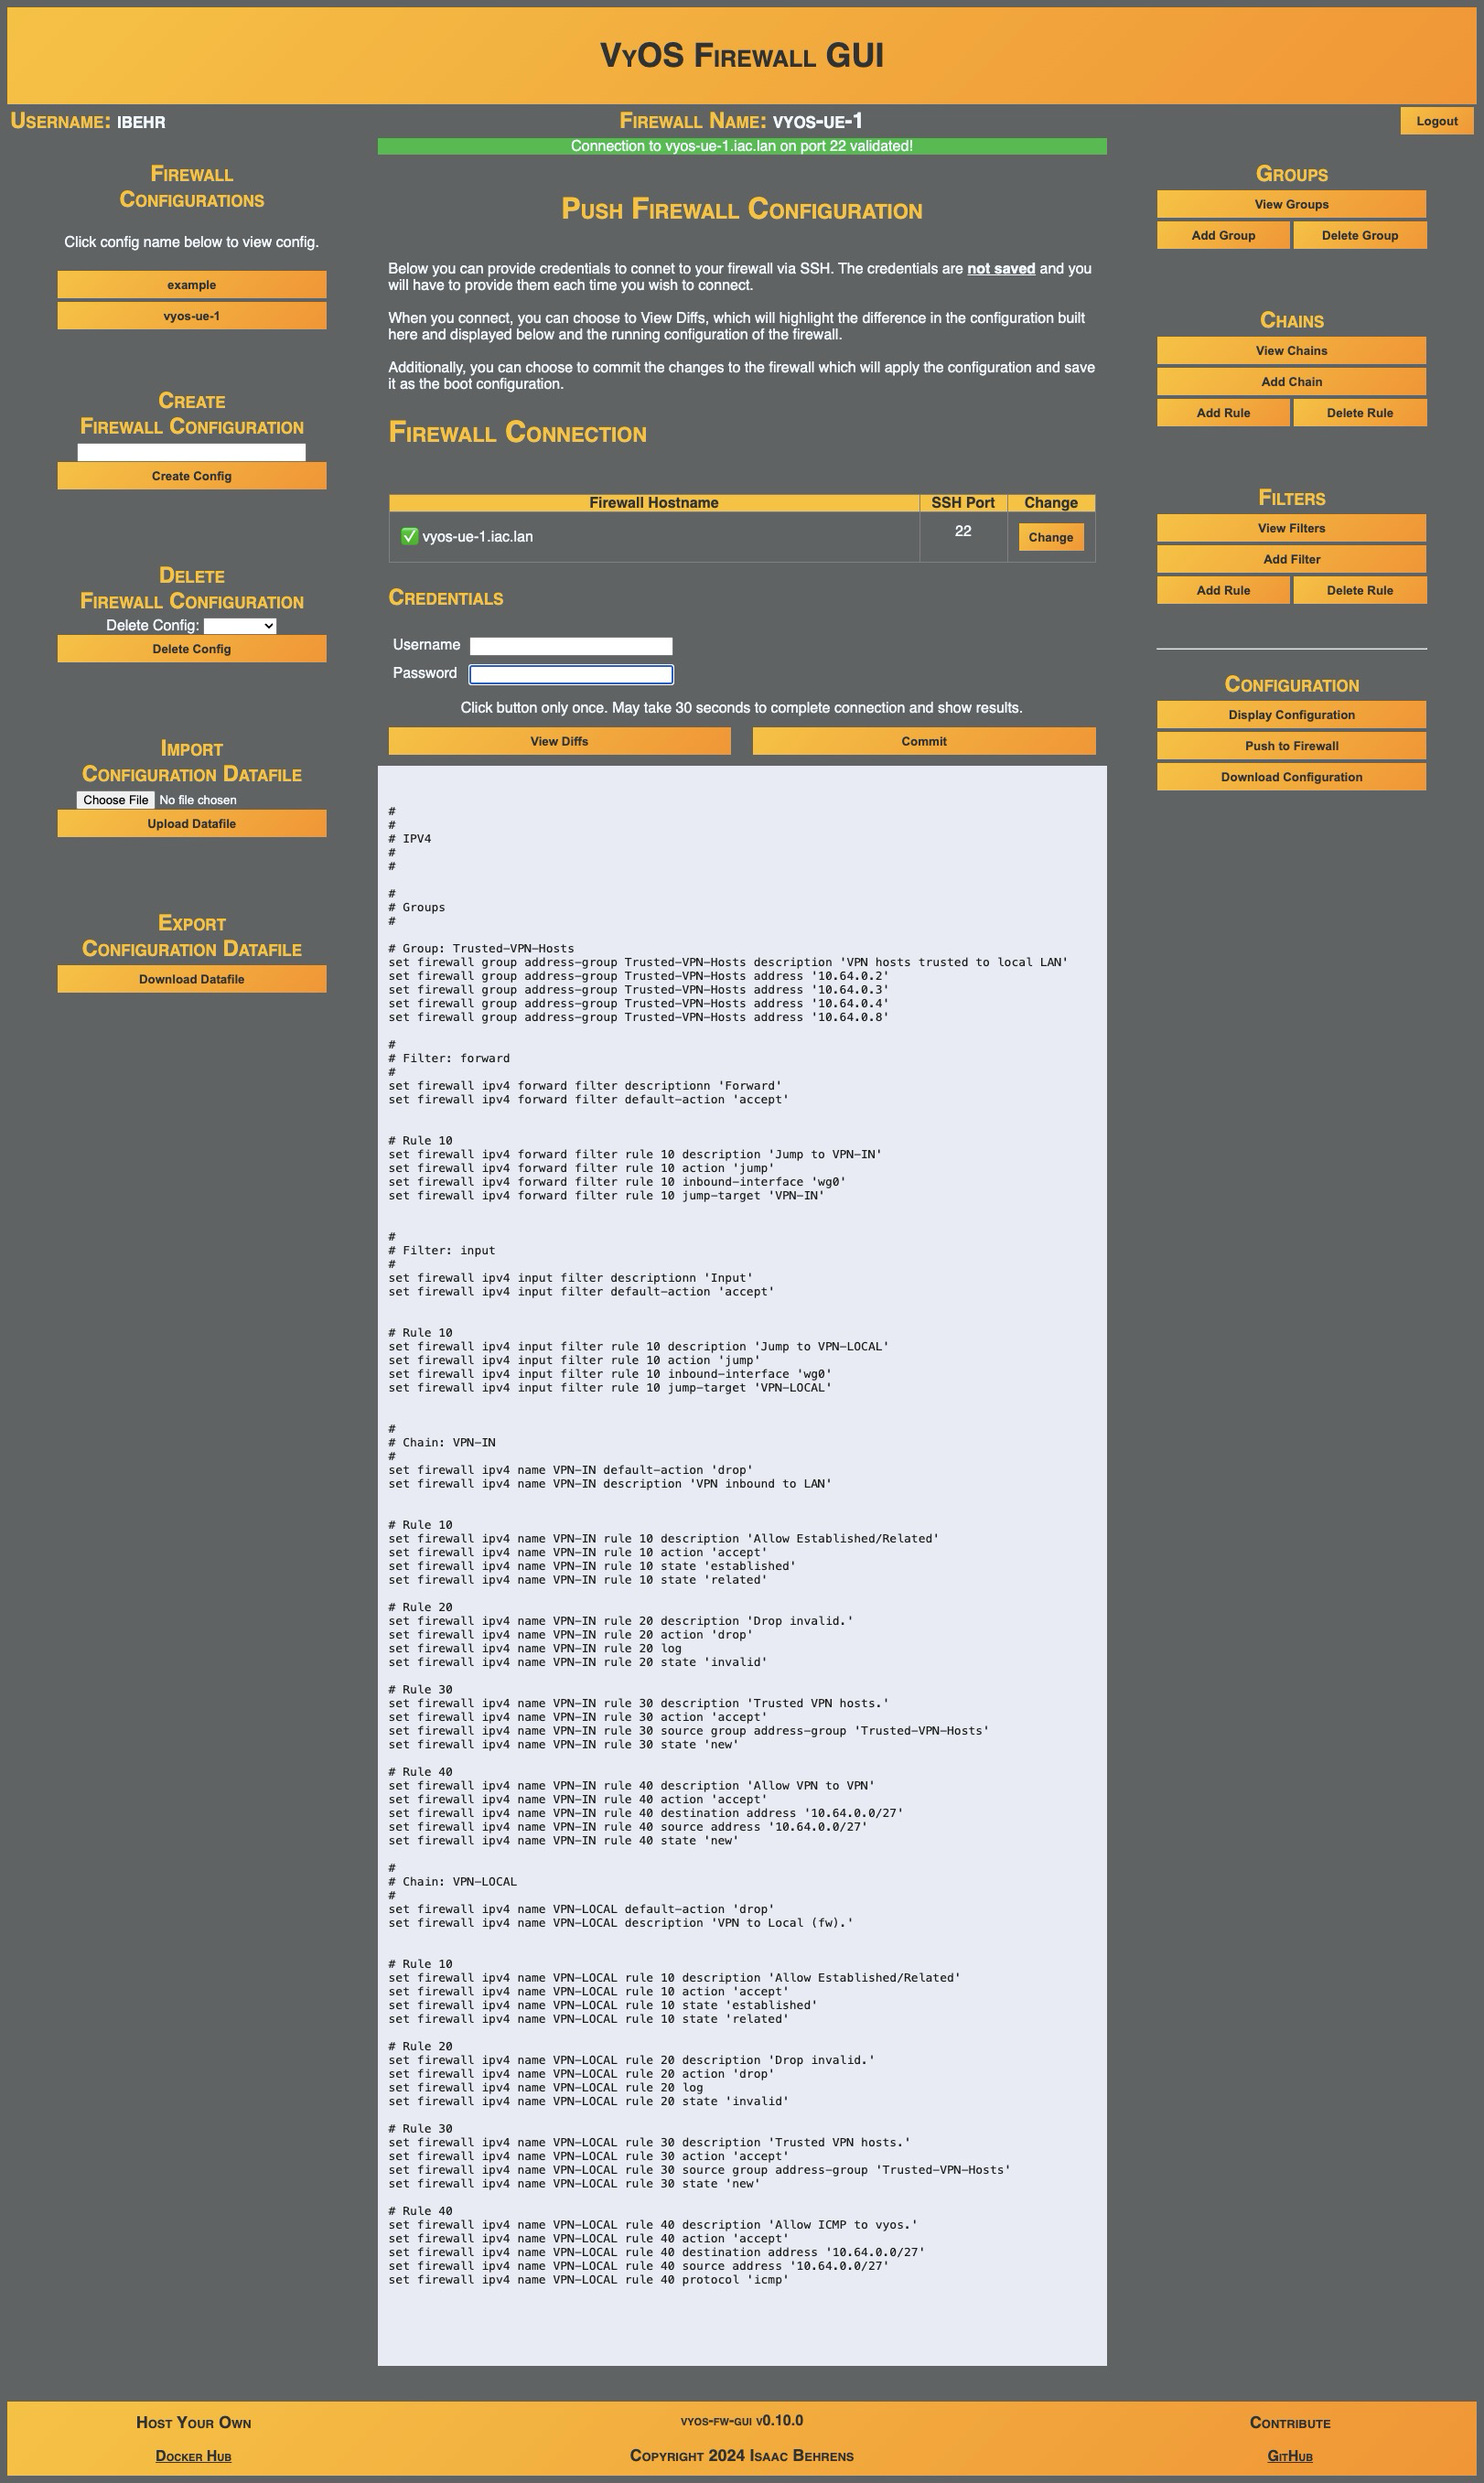 VyOS Firewall GUI
Username: ibehr
Firewall Name: vyos-ue-1
Logout
Connection to vyos-ue-1.iac.lan on port 22 validated!
Firewall
Configurations
Click config name below to view config.
example
vyos-ue-1
Create
Firewall Configuration
Create Config
Delete
Firewall Configuration
Delete Config:
Delete Config
Import
Configuration Datafile
Choose File No file chosen
Upload Datafile
Export
Configuration Datafile
Download Datafile
Push Firewall Configuration
Below you can provide credentials to connet to your firewall via SSH. The credentials are not saved and you
will have to provide them each time you wish to connect.
When you connect, you can choose to View Diffs, which will highlight the difference in the configuration built
here and displayed below and the running configuration of the firewall.
Additionally, you can choose to commit the changes to the firewall which will apply the configuration and save
it as the boot configuration.
Firewall Connection
Firewall Hostname SSH Port Change
✅ vyos-ue-1.iac.lan 22 Change
Credentials
Username
Password
Click button only once. May take 30 seconds to complete connection and show results.
View Diffs Commit
#
#
# IPV4
#
#
#
# Groups
#
# Group: Trusted-VPN-Hosts
set firewall group address-group Trusted-VPN-Hosts description 'VPN hosts trusted to local LAN'
set firewall group address-group Trusted-VPN-Hosts address '10.64.0.2'
set firewall group address-group Trusted-VPN-Hosts address '10.64.0.3'
set firewall group address-group Trusted-VPN-Hosts address '10.64.0.4'
set firewall group address-group Trusted-VPN-Hosts address '10.64.0.8'
#
# Filter: forward
#
set firewall ipv4 forward filter descriptionn 'Forward'
set firewall ipv4 forward filter default-action 'accept'
# Rule 10
set firewall ipv4 forward filter rule 10 description 'Jump to VPN-IN'
set firewall ipv4 forward filter rule 10 action 'jump'
set firewall ipv4 forward filter rule 10 inbound-interface 'wg0'
set firewall ipv4 forward filter rule 10 jump-target 'VPN-IN'
#
# Filter: input
#
set firewall ipv4 input filter descriptionn 'Input'
set firewall ipv4 input filter default-action 'accept'
# Rule 10
set firewall ipv4 input filter rule 10 description 'Jump to VPN-LOCAL'
set firewall ipv4 input filter rule 10 action 'jump'
set firewall ipv4 input filter rule 10 inbound-interface 'wg0'
set firewall ipv4 input filter rule 10 jump-target 'VPN-LOCAL'
#
# Chain: VPN-IN
#
set firewall ipv4 name VPN-IN default-action 'drop'
set firewall ipv4 name VPN-IN description 'VPN inbound to LAN'
# Rule 10
set firewall ipv4 name VPN-IN rule 10 description 'Allow Established/Related'
set firewall ipv4 name VPN-IN rule 10 action 'accept'
set firewall ipv4 name VPN-IN rule 10 state 'established'
set firewall ipv4 name VPN-IN rule 10 state 'related'
# Rule 20
set firewall ipv4 name VPN-IN rule 20 description 'Drop invalid.'
set firewall ipv4 name VPN-IN rule 20 action 'drop'
set firewall ipv4 name VPN-IN rule 20 log
set firewall ipv4 name VPN-IN rule 20 state 'invalid'
# Rule 30
set firewall ipv4 name VPN-IN rule 30 description 'Trusted VPN hosts.'
set firewall ipv4 name VPN-IN rule 30 action 'accept'
set firewall ipv4 name VPN-IN rule 30 source group address-group 'Trusted-VPN-Hosts'
set firewall ipv4 name VPN-IN rule 30 state 'new'
# Rule 40
set firewall ipv4 name VPN-IN rule 40 description 'Allow VPN to VPN'
set firewall ipv4 name VPN-IN rule 40 action 'accept'
set firewall ipv4 name VPN-IN rule 40 destination address '10.64.0.0/27'
set firewall ipv4 name VPN-IN rule 40 source address '10.64.0.0/27'
set firewall ipv4 name VPN-IN rule 40 state 'new'
#
# Chain: VPN-LOCAL
#
set firewall ipv4 name VPN-LOCAL default-action 'drop'
set firewall ipv4 name VPN-LOCAL description 'VPN to Local (fw).'
# Rule 10
set firewall ipv4 name VPN-LOCAL rule 10 description 'Allow Established/Related'
set firewall ipv4 name VPN-LOCAL rule 10 action 'accept'
set firewall ipv4 name VPN-LOCAL rule 10 state 'established'
set firewall ipv4 name VPN-LOCAL rule 10 state 'related'
# Rule 20
set firewall ipv4 name VPN-LOCAL rule 20 description 'Drop invalid.'
set firewall ipv4 name VPN-LOCAL rule 20 action 'drop'
set firewall ipv4 name VPN-LOCAL rule 20 log
set firewall ipv4 name VPN-LOCAL rule 20 state 'invalid'
# Rule 30
set firewall ipv4 name VPN-LOCAL rule 30 description 'Trusted VPN hosts.'
set firewall ipv4 name VPN-LOCAL rule 30 action 'accept'
set firewall ipv4 name VPN-LOCAL rule 30 source group address-group 'Trusted-VPN-Hosts'
set firewall ipv4 name VPN-LOCAL rule 30 state 'new'
# Rule 40
set firewall ipv4 name VPN-LOCAL rule 40 description 'Allow ICMP to vyos.'
set firewall ipv4 name VPN-LOCAL rule 40 action 'accept'
set firewall ipv4 name VPN-LOCAL rule 40 destination address '10.64.0.0/27'
set firewall ipv4 name VPN-LOCAL rule 40 source address '10.64.0.0/27'
set firewall ipv4 name VPN-LOCAL rule 40 protocol 'icmp'
Groups
View Groups
Add Group Delete Group
Chains
View Chains
Add Chain
Add Rule Delete Rule
Filters
View Filters
Add Filter
Add Rule Delete Rule
Configuration
Display Configuration
Push to Firewall
Download Configuration
Host Your Own
Docker Hub
vyos-fw-gui v0.10.0
Copyright 2024 Isaac Behrens
Contribute
GitHub